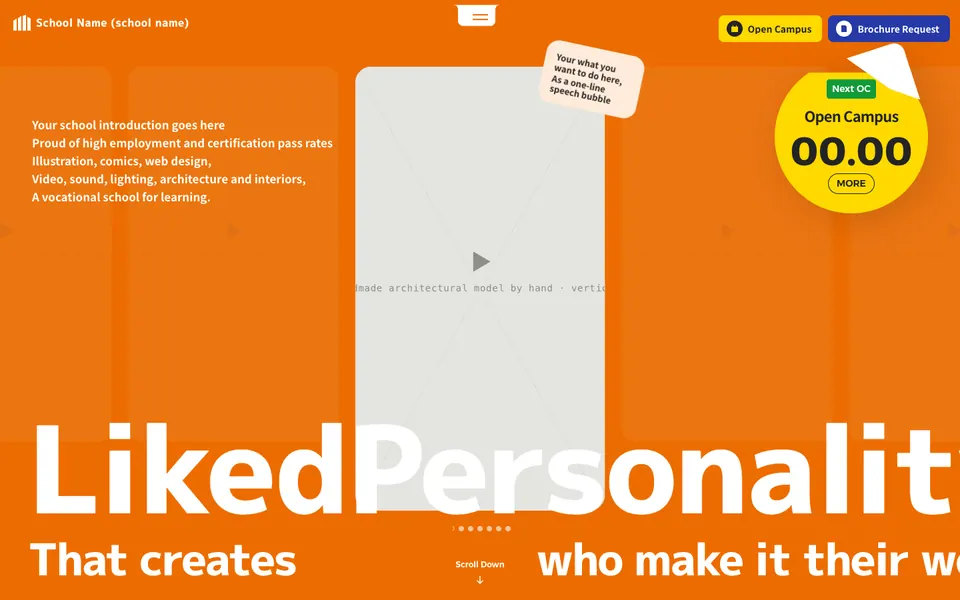 School Name (school name)
Open Campus
Brochure Request
Your what you
want to do here,
As a one-line
speech bubble
Next OC
Open Campus
00.00
MORE
Your school introduction goes here
Proud of high employment and certification pass rates
Illustration, comics, web design,
Video, sound, lighting, architecture and interiors,
A vocational school for learning.
made architectural model by hand
LikedPersonalit
That creates
who make it their
Scroll Down